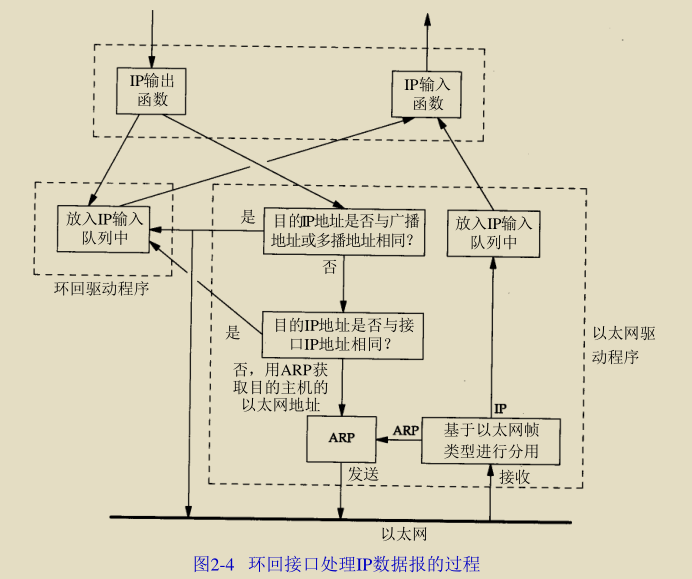 IP输出
函数
IP输入
函数
放入IP输入
队列中
环回驱动程序
是
目的IP地址是否与广播
地址或多播地址相同？
放入IP输入
队列中
否
是
目的IP地址是否与接
口IP地址相同？
以太网驱
动程序
否，用ARP获
取目的主机的
以太网地址
IP
ARP
ARP
基于以太网帧
类型进行分用
发送
接收
以太网
图2-4 环回接口处理IP数据报的过程